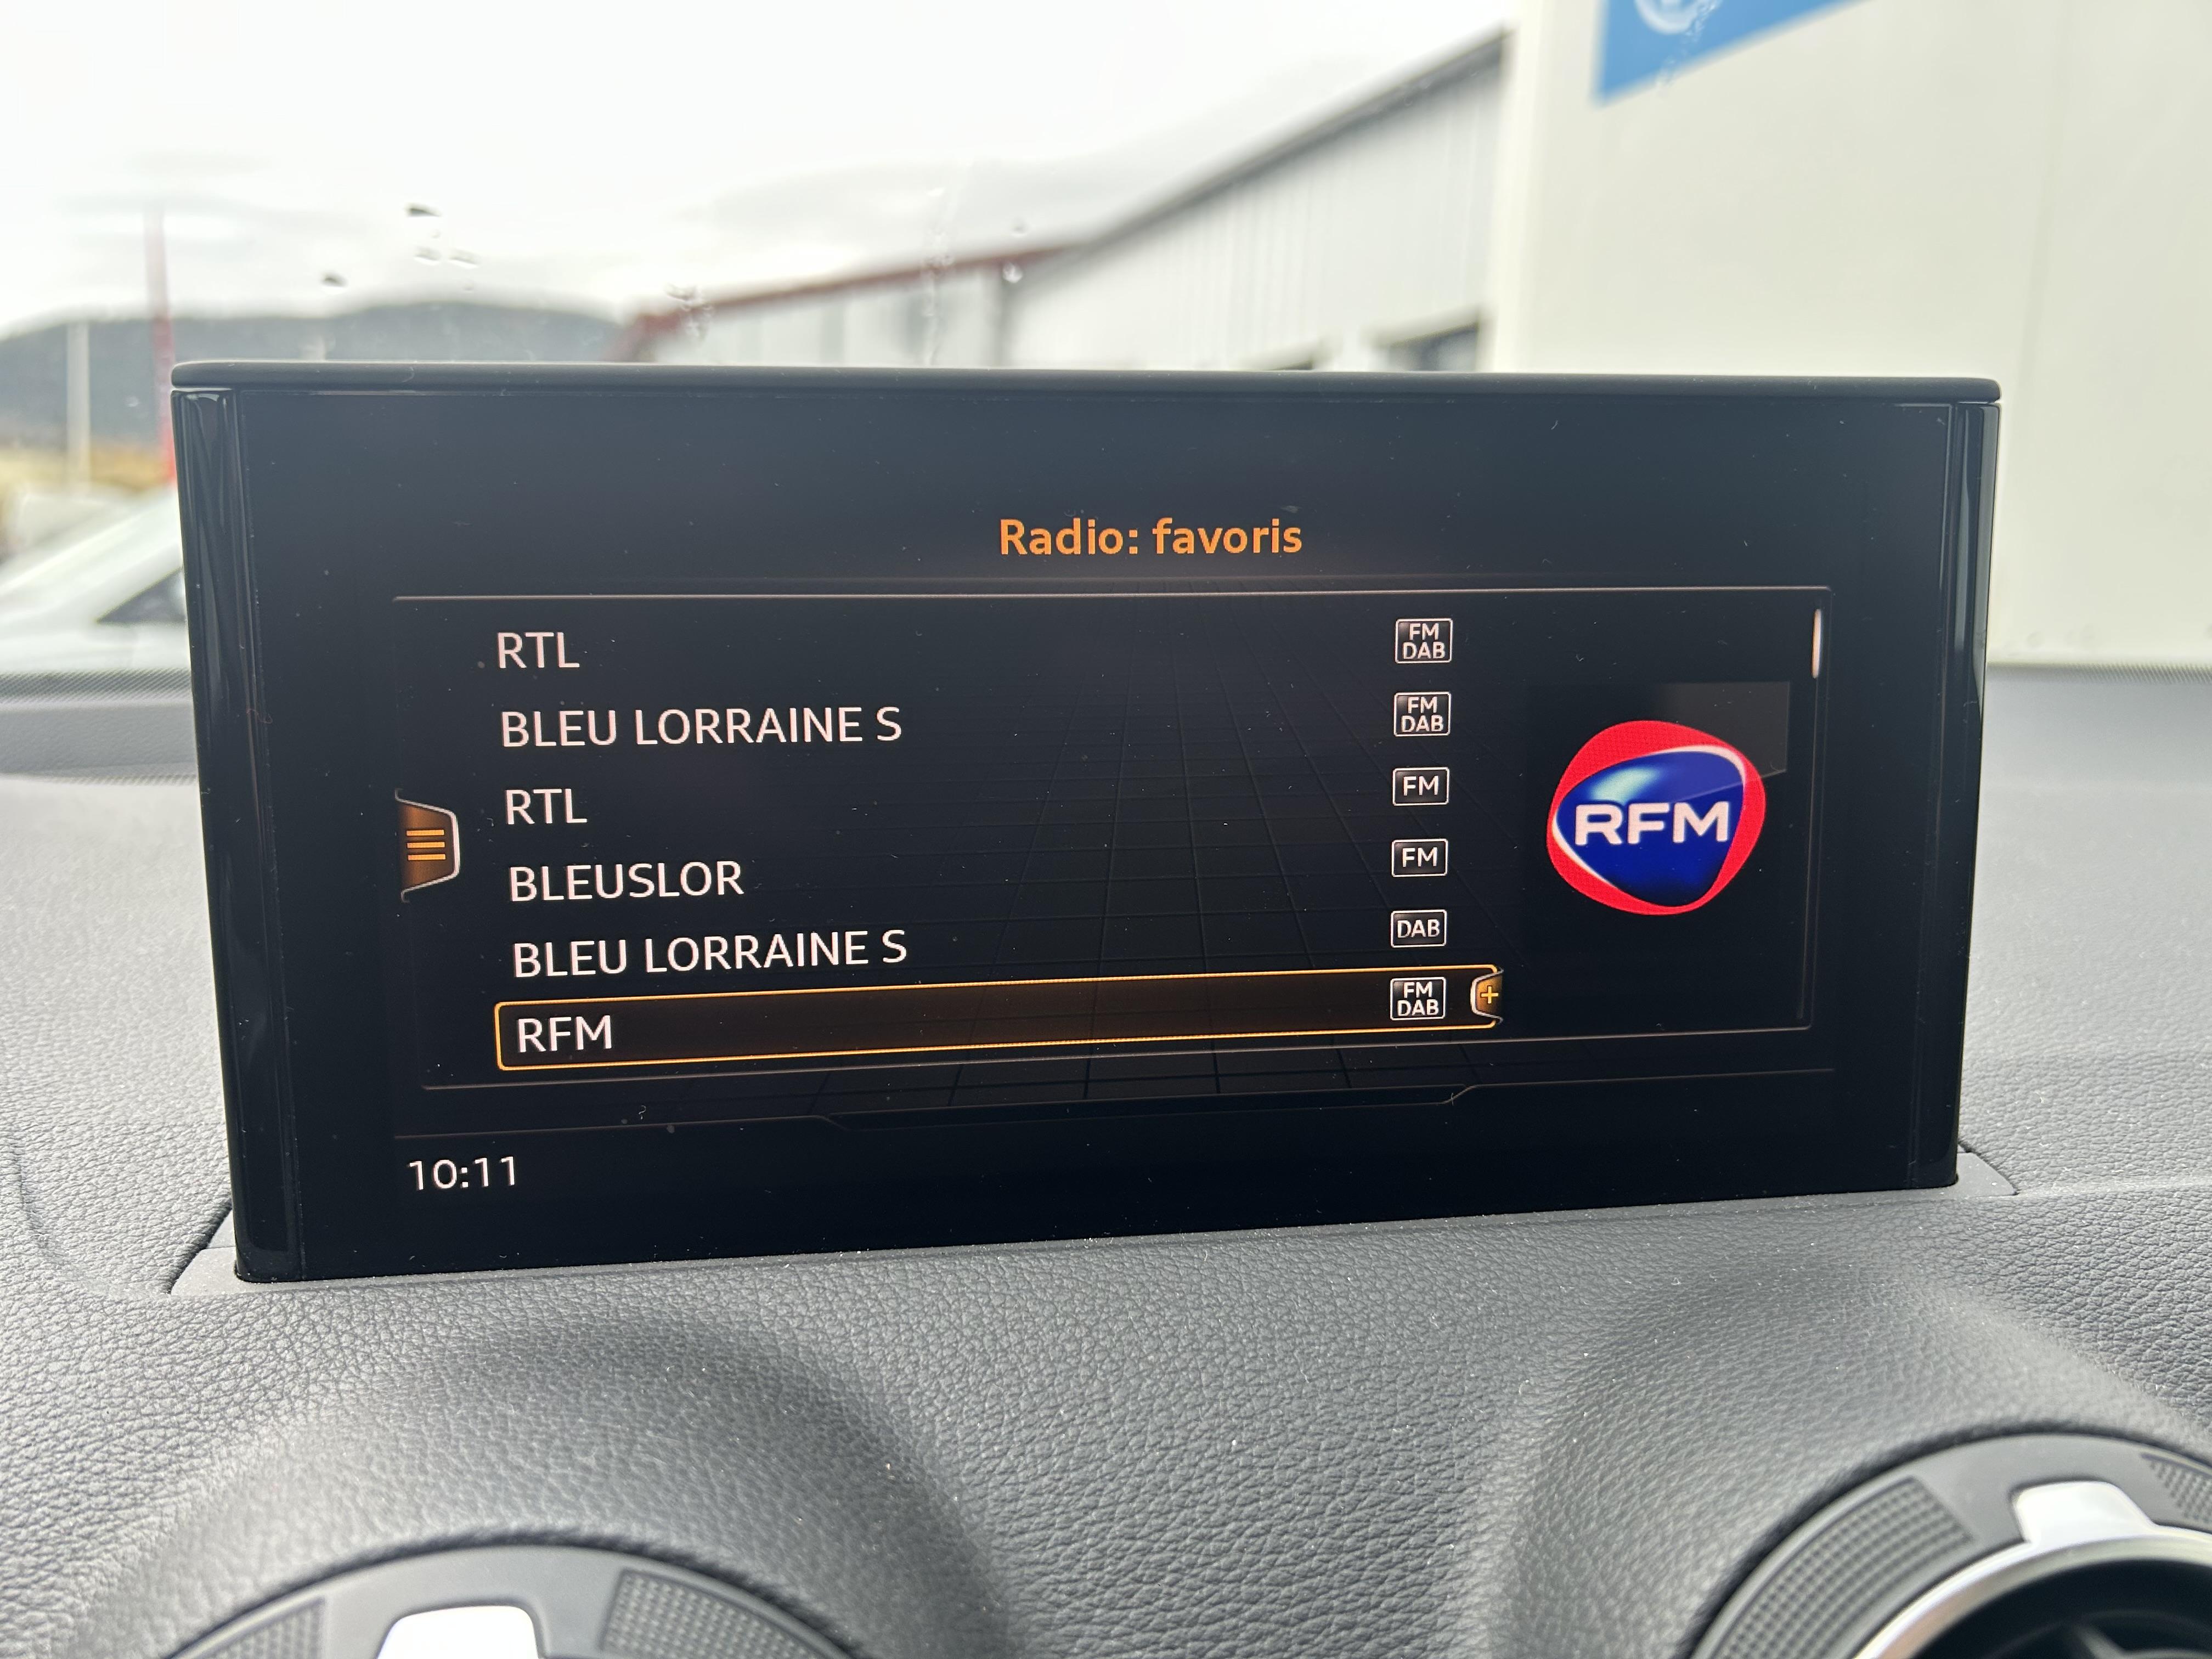 Radio: favoris
RTL FM DAB
BLEU LORRAINE S FM DAB
RTL FM
BLEUSLOR FM
BLEU LORRAINE S DAB
RFM FM DAB +
RFM
10:11